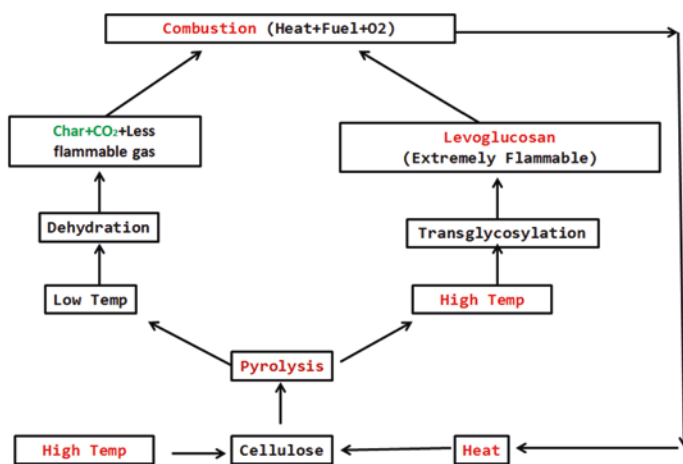 Combustion (Heat+Fuel+O2)
Char+CO₂+Less
flammable gas
Levoglucosan
(Extremely Flammable)
Dehydration
Transglycosylation
Low Temp
High Temp
Pyrolysis
High Temp
Cellulose
Heat